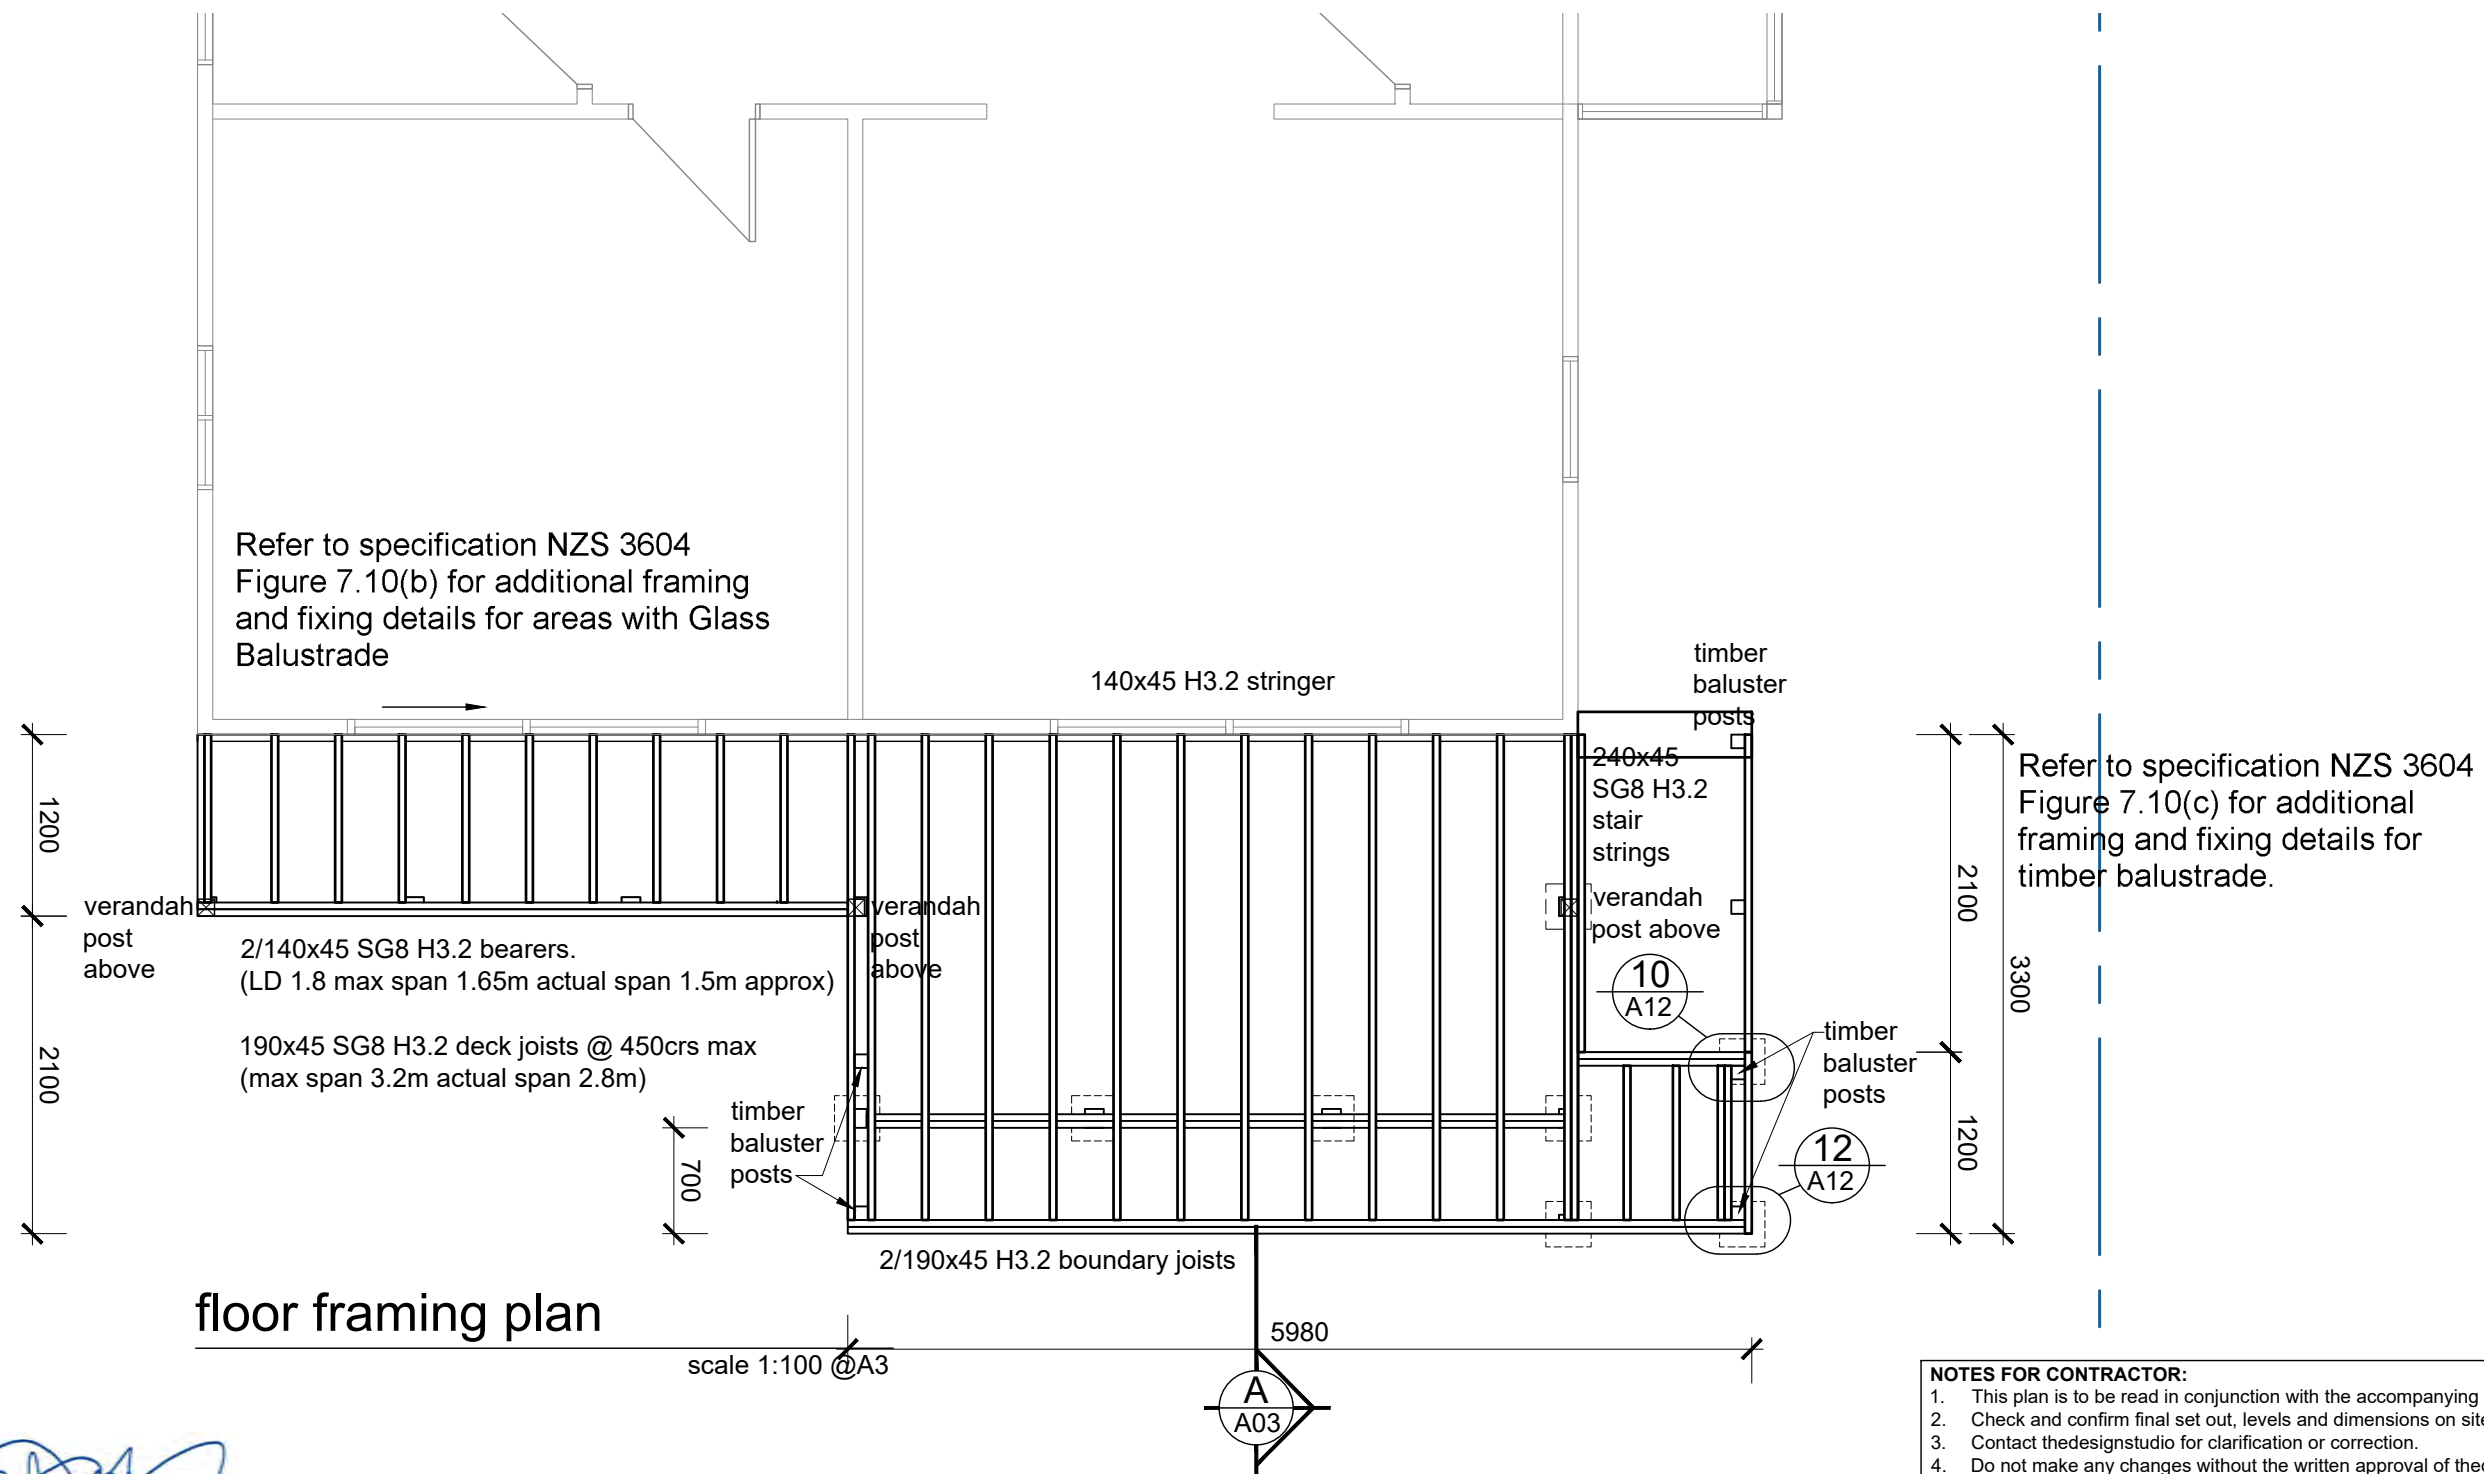 Refer to specification NZS 3604
Figure 7.10(b) for additional framing
and fixing details for areas with Glass
Balustrade
140x45 H3.2 stringer
timber
baluster
posts
240x45
SG8 H3.2
stair
strings
Refer to specification NZS 3604
Figure 7.10(c) for additional
framing and fixing details for
timber balustrade.
1200
2100
verandah
post
above
verandah
post
above
verandah
post above
2100
3300
1200
2/140x45 SG8 H3.2 bearers.
(LD 1.8 max span 1.65m actual span 1.5m approx)
190x45 SG8 H3.2 deck joists @ 450crs max
(max span 3.2m actual span 2.8m)
10
A12
timber
baluster
posts
timber
baluster
posts
700
12
A12
2/190x45 H3.2 boundary joists
floor framing plan
scale 1:100 @A3
5980
A
A03
NOTES FOR CONTRACTOR:
1. This plan is to be read in conjunction with the accompanying
2. Check and confirm final set out, levels and dimensions on site
3. Contact thedesignstudio for clarification or correction.
4. Do not make any changes without the written approval of